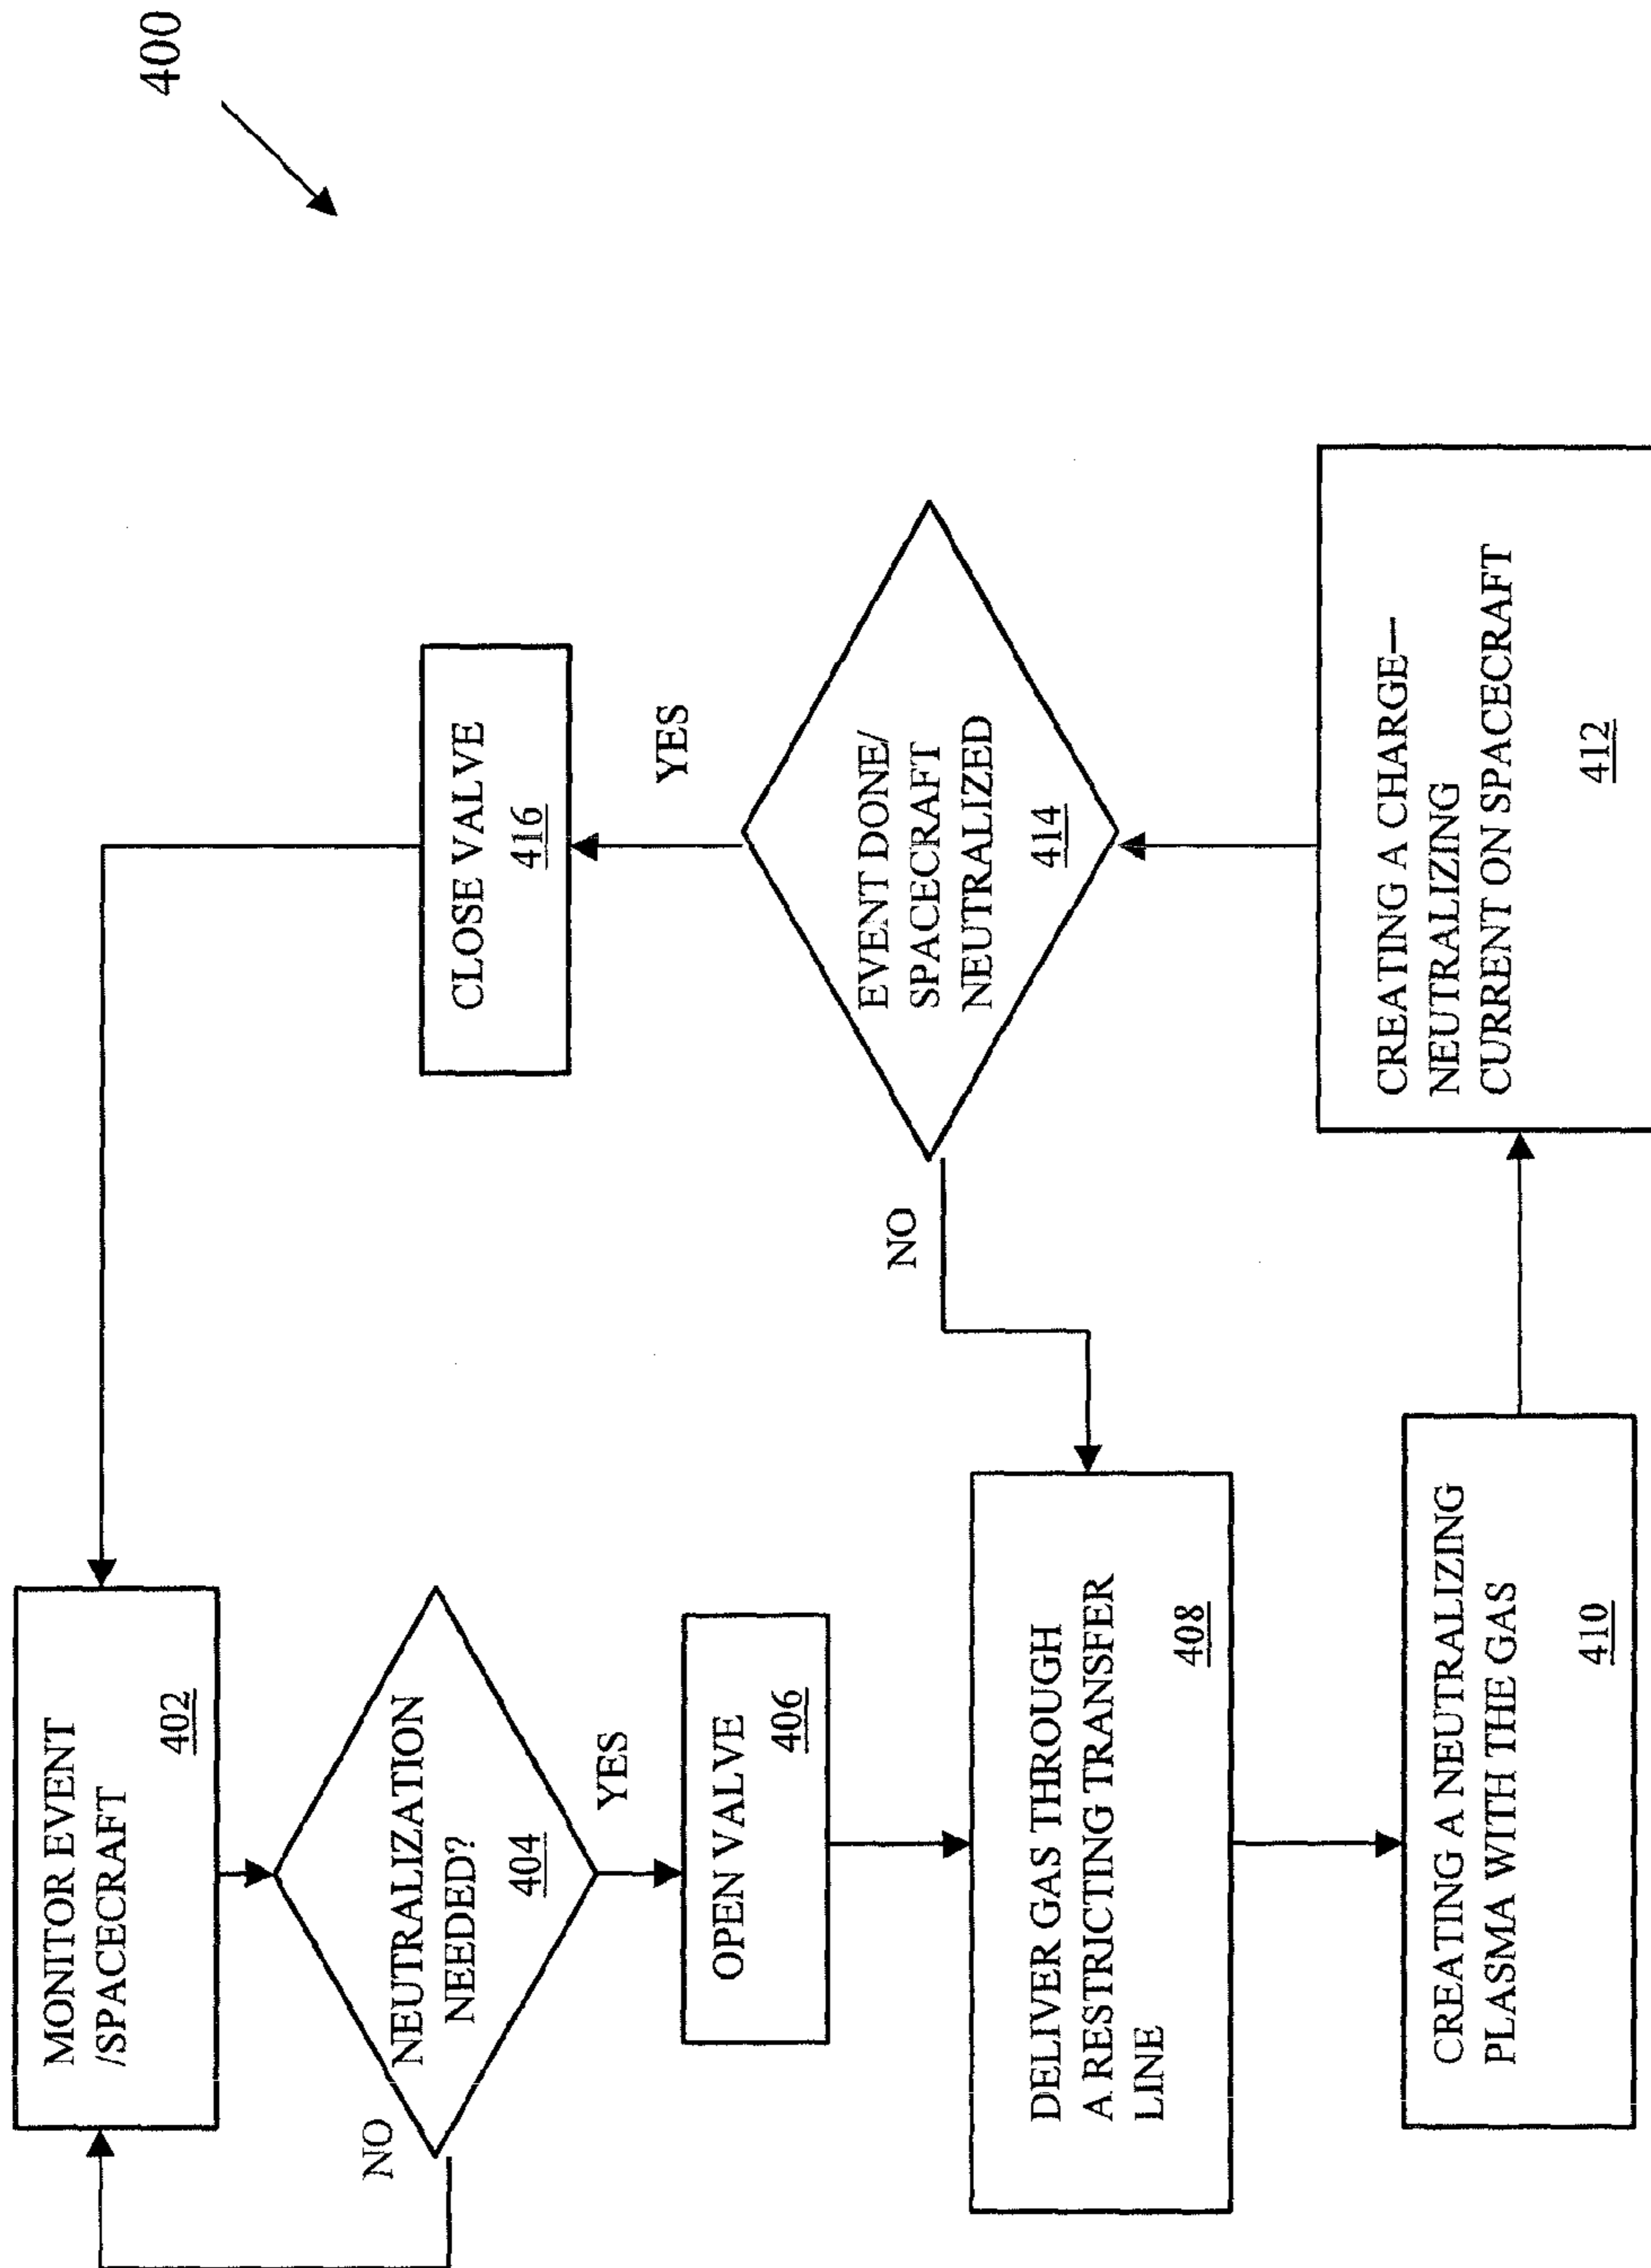 400
MONITOR EVENT
/SPACECRAFT
402
NO
NEUTRALIZATION
NEEDED?
404
YES
OPEN VALVE
406
DELIVER GAS THROUGH
A RESTRICTING TRANSFER
LINE
408
CREATING A NEUTRALIZING
PLASMA WITH THE GAS
410
CREATING A CHARGE—
NEUTRALIZING
CURRENT ON SPACECRAFT
412
EVENT DONE/
SPACECRAFT
NEUTRALIZED
414
NO
YES
CLOSE VALVE
416